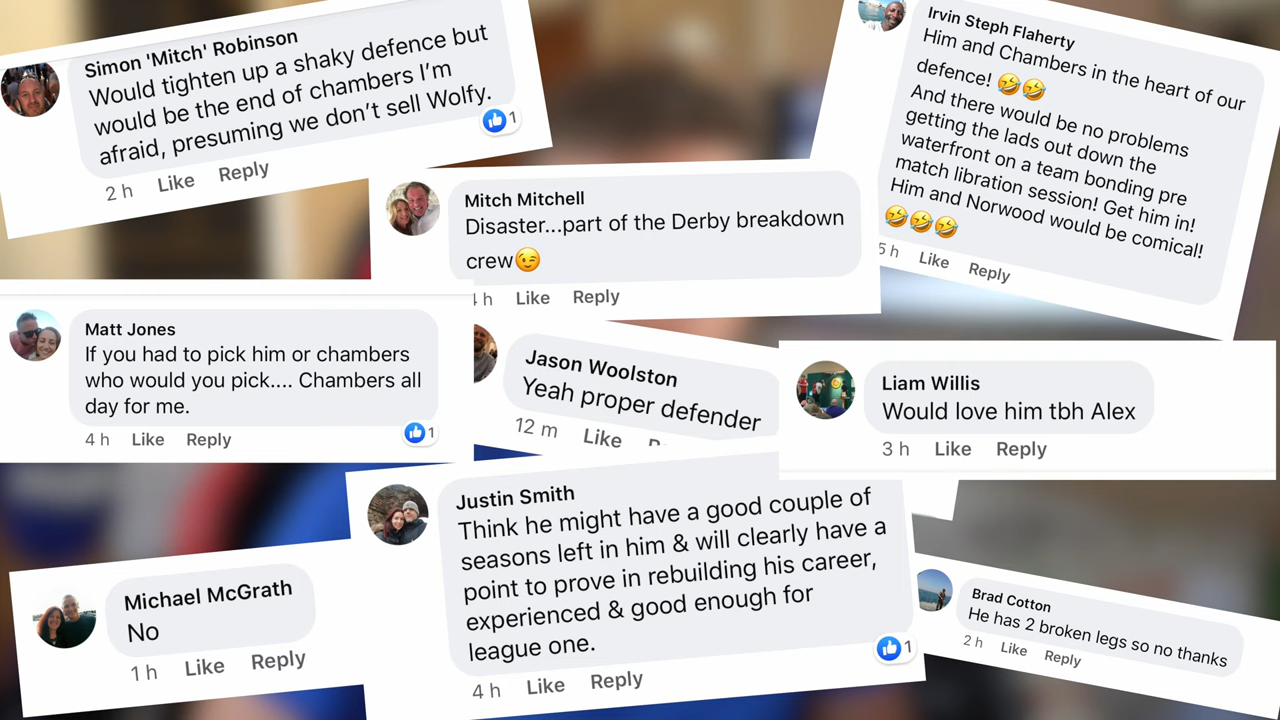 Simon 'Mitch' Robinson
Would tighten up a shaky defence but
would be the end of chambers I'm
afraid, presuming we don't sell Wolfy.
1
2 h Like Reply
Irvin Steph Flaherty
Him and Chambers in the heart of our
defence! 🤣🤣
And there would be no problems
getting the lads out down the
waterfront on a team bonding pre
match libration session! Get him in!
Him and Norwood would be comical!
🤣🤣🤣
5 h Like Reply
Mitch Mitchell
Disaster...part of the Derby breakdown
crew😉
4 h Like Reply
Matt Jones
If you had to pick him or chambers
who would you pick.... Chambers all
day for me.
4 h Like Reply 1
Jason Woolston
Yeah proper defender
12 m Like
Liam Willis
Would love him tbh Alex
3 h Like Reply
Justin Smith
Think he might have a good couple of
seasons left in him & will clearly have a
point to prove in rebuilding his career,
experienced & good enough for
league one.
1
4 h Like Reply
Michael McGrath
No
1 h Like Reply
Brad Cotton
He has 2 broken legs so no thanks
2 h Like Reply